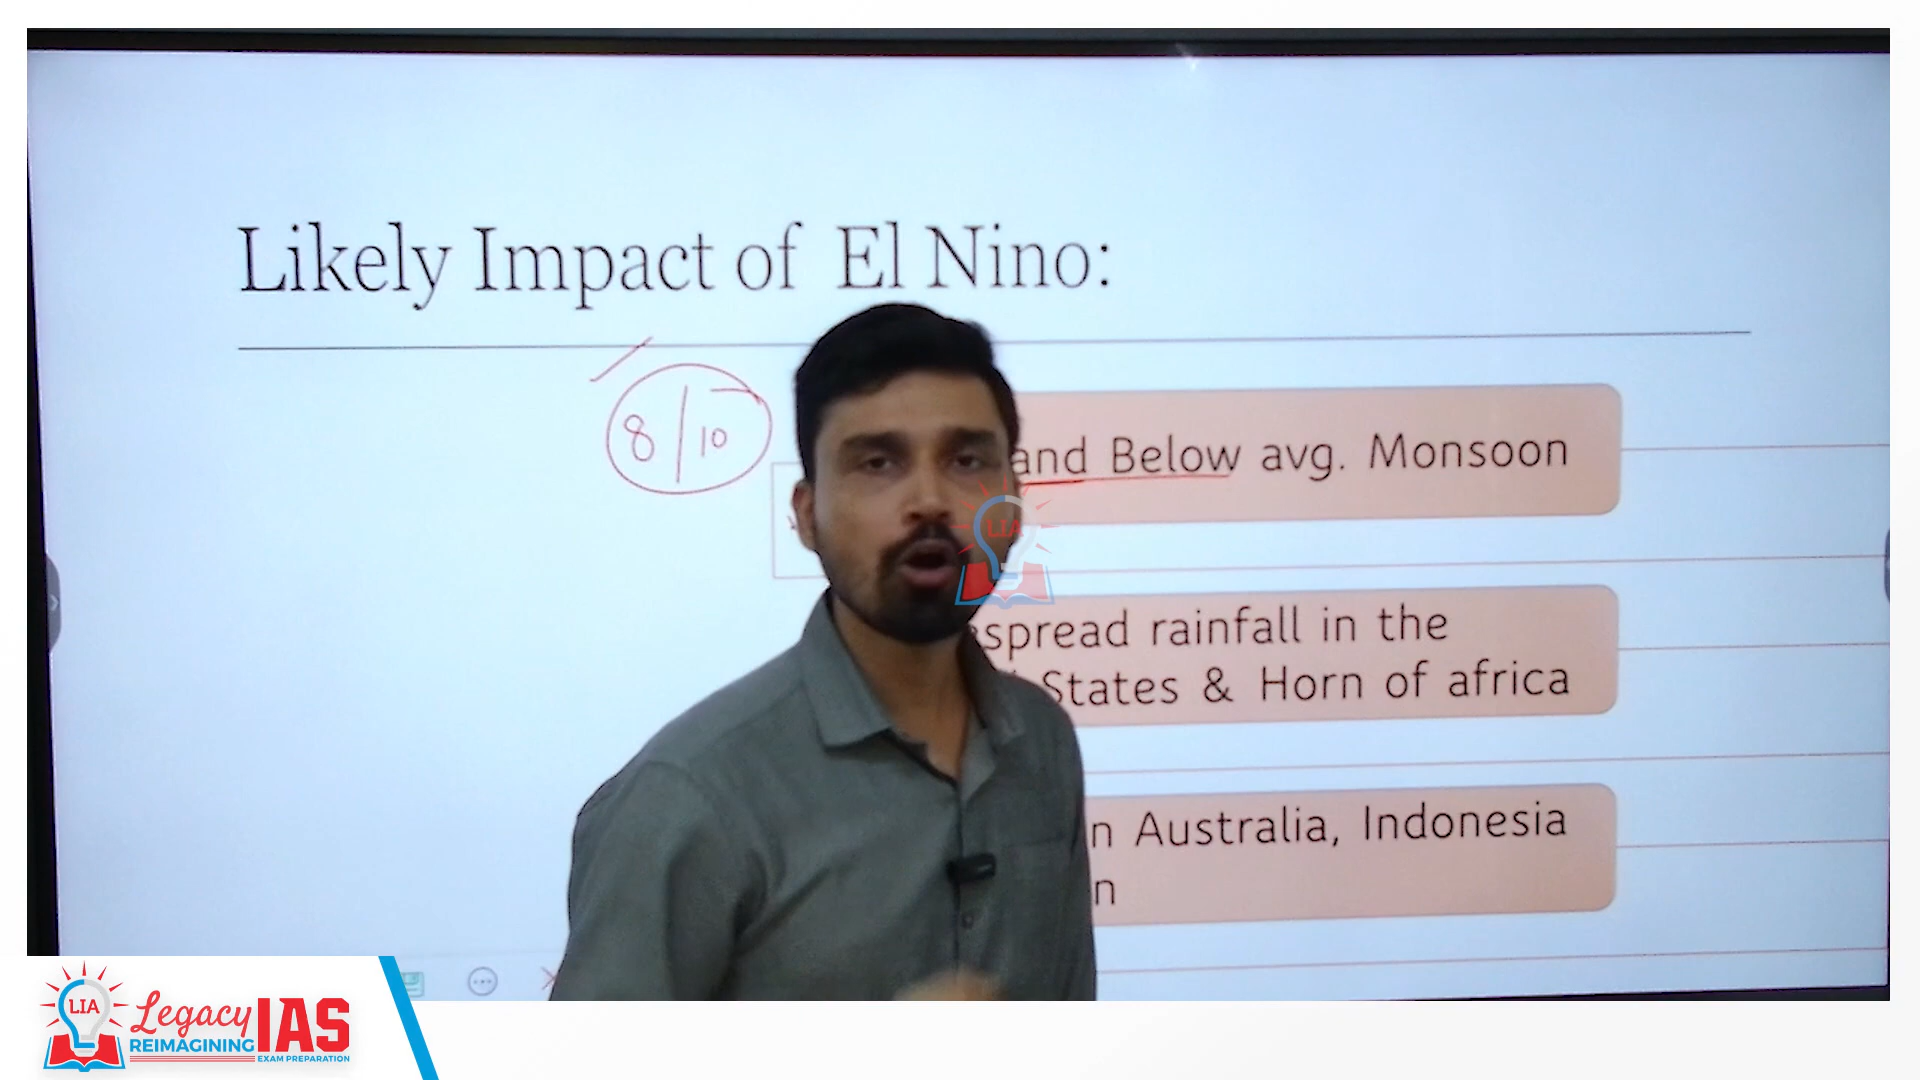 Likely Impact of El Nino:
8/10
and Below avg. Monsoon
LIA
spread rainfall in the
States & Horn of africa
n Australia, Indonesia
n
LIA
Legacy IAS
REIMAGINING
EXAM PREPARATION